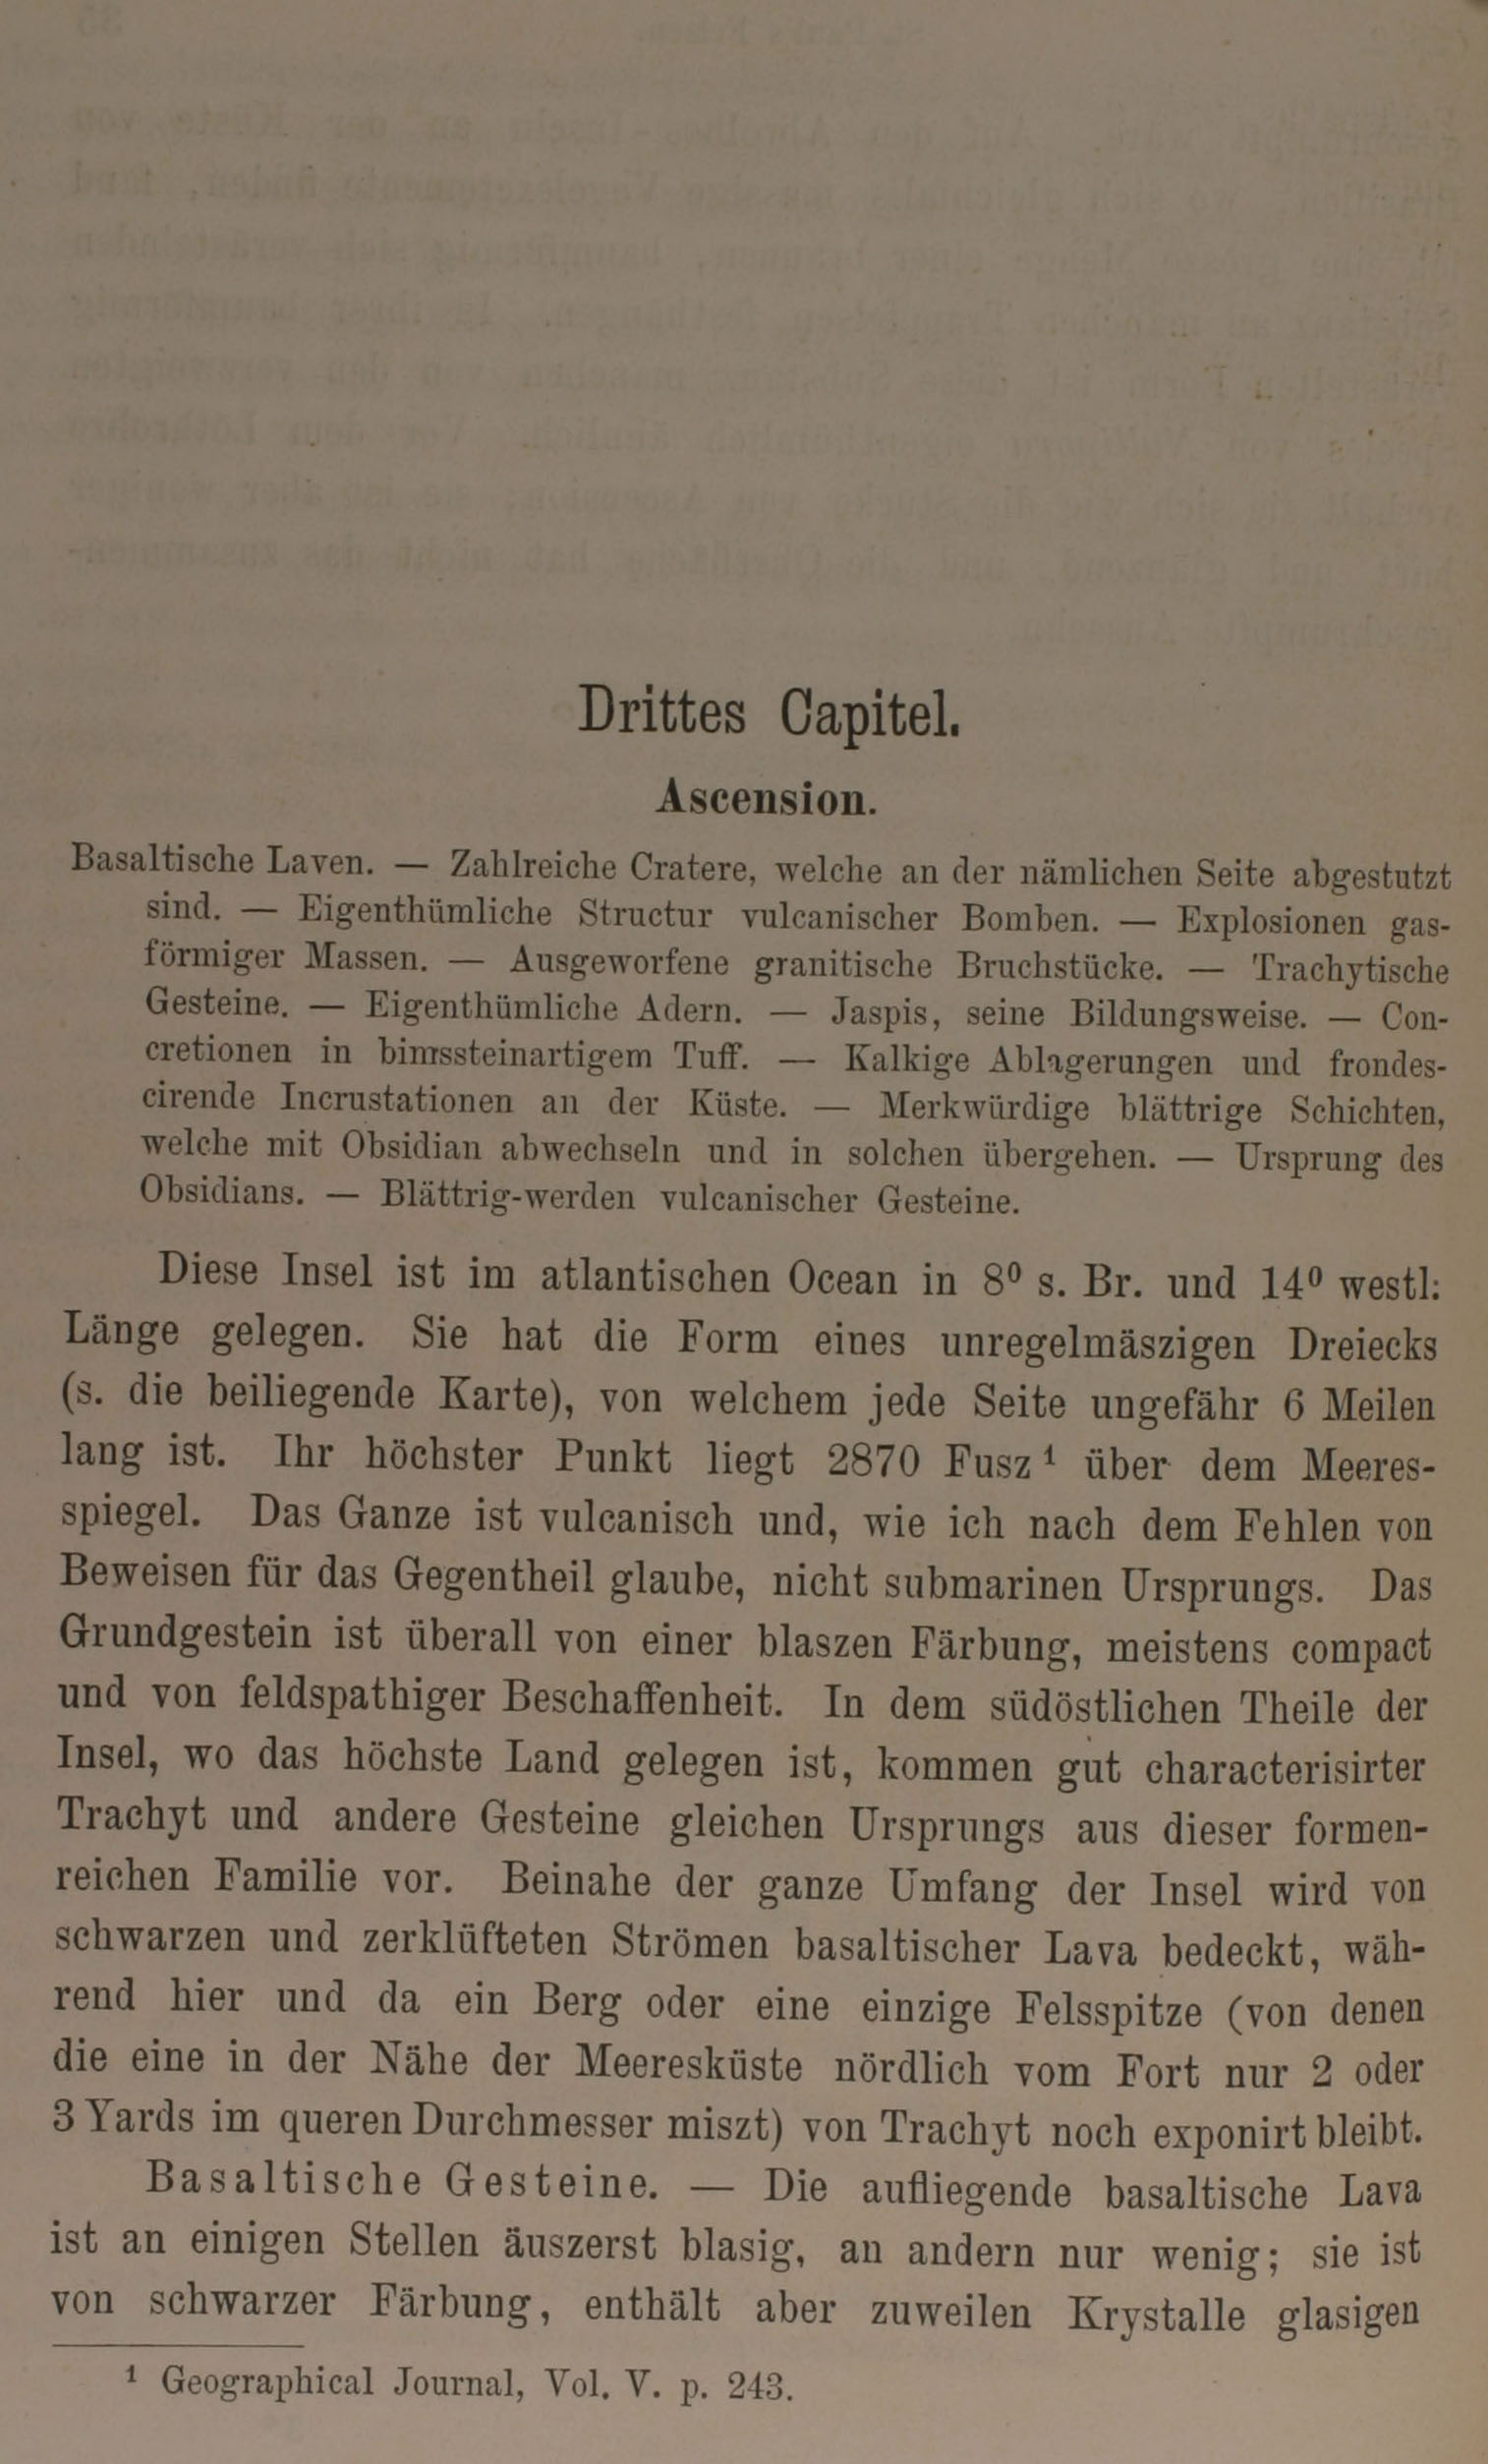 Drittes Capitel.
Ascension.
Basaltische Laven. — Zahlreiche Cratere, welche an der nämlichen Seite abgestutzt
sind. — Eigenthümliche Structur vulcanischer Bomben. — Explosionen gas-
förmiger Massen. — Ausgeworfene granitische Bruchstücke. — Trachytische
Gesteine. — Eigenthümliche Adern. — Jaspis, seine Bildungsweise. — Con-
cretionen in bimssteinartigem Tuff. — Kalkige Ablagerungen und frondes-
cirende Incrustationen an der Küste. — Merkwürdige blättrige Schichten,
welche mit Obsidian abwechseln und in solchen übergehen. — Ursprung des
Obsidians. — Blättrig-werden vulcanischer Gesteine.
Diese Insel ist im atlantischen Ocean in 8⁰ s. Br. und 14⁰ westl:
Länge gelegen. Sie hat die Form eines unregelmäszigen Dreiecks
(s. die beiliegende Karte), von welchem jede Seite ungefähr 6 Meilen
lang ist. Ihr höchster Punkt liegt 2870 Fusz ¹ über dem Meeres-
spiegel. Das Ganze ist vulcanisch und, wie ich nach dem Fehlen von
Beweisen für das Gegentheil glaube, nicht submarinen Ursprungs. Das
Grundgestein ist überall von einer blaszen Färbung, meistens compact
und von feldspathiger Beschaffenheit. In dem südöstlichen Theile der
Insel, wo das höchste Land gelegen ist, kommen gut characterisirter
Trachyt und andere Gesteine gleichen Ursprungs aus dieser formen-
reichen Familie vor. Beinahe der ganze Umfang der Insel wird von
schwarzen und zerklüfteten Strömen basaltischer Lava bedeckt, wäh-
rend hier und da ein Berg oder eine einzige Felsspitze (von denen
die eine in der Nähe der Meeresküste nördlich vom Fort nur 2 oder
3 Yards im queren Durchmesser miszt) von Trachyt noch exponirt bleibt.
Basaltische Gesteine. — Die aufliegende basaltische Lava
ist an einigen Stellen äuszerst blasig, an andern nur wenig; sie ist
von schwarzer Färbung, enthält aber zuweilen Krystalle glasigen
¹ Geographical Journal, Vol. V. p. 243.